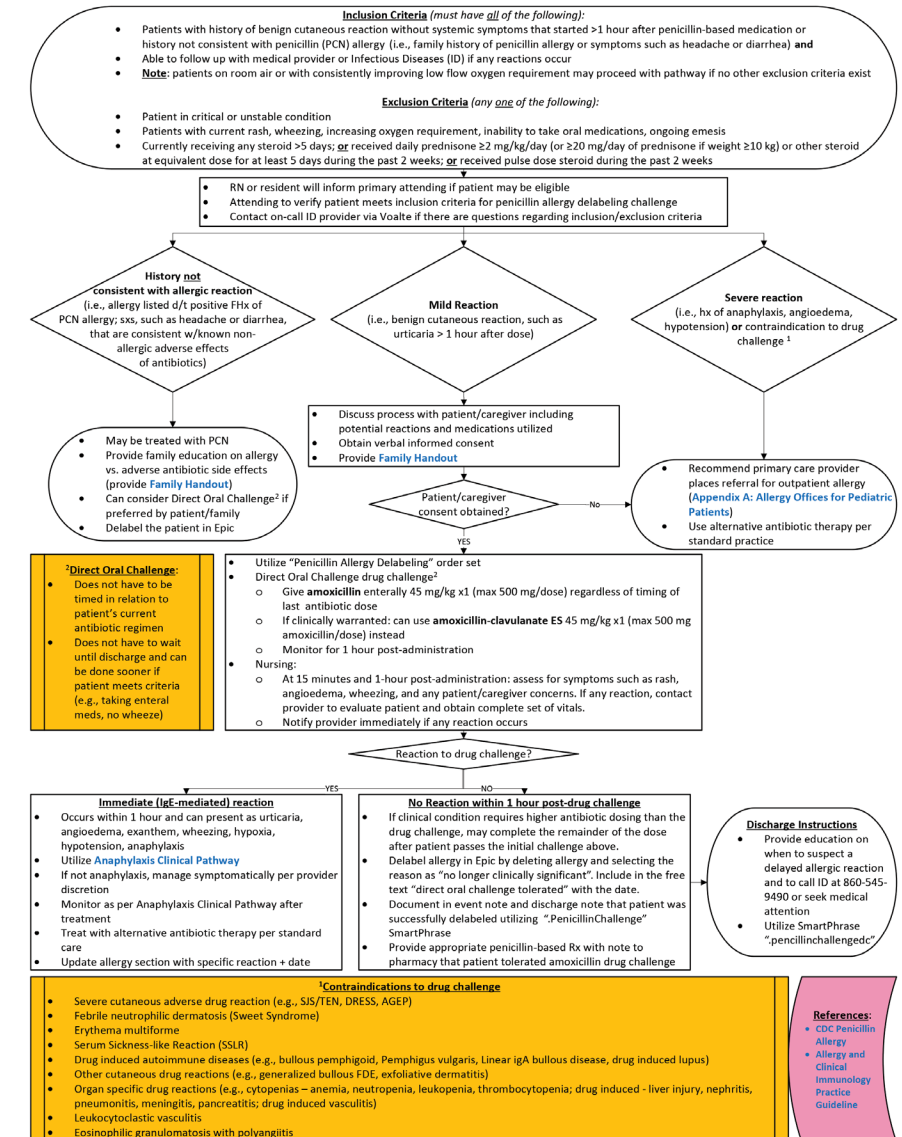 Inclusion Criteria (must have all of the following):
• Patients with history of benign cutaneous reaction without systemic symptoms that started >1 hour after penicillin-based medication or
history not consistent with penicillin (PCN) allergy (i.e., family history of penicillin allergy or symptoms such as headache or diarrhea) and
• Able to follow up with medical provider or Infectious Diseases (ID) if any reactions occur
• Note: patients on room air or with consistently improving low flow oxygen requirement may proceed with pathway if no other exclusion criteria exist
Exclusion Criteria (any one of the following):
• Patient in critical or unstable condition
• Patients with current rash, wheezing, increasing oxygen requirement, inability to take oral medications, ongoing emesis
• Currently receiving any steroid >5 days; or received daily prednisone ≥2 mg/kg/day (or ≥20 mg/day of prednisone if weight ≥10 kg) or other steroid
at equivalent dose for at least 5 days during the past 2 weeks; or received pulse dose steroid during the past 2 weeks
• RN or resident will inform primary attending if patient may be eligible
• Attending to verify patient meets inclusion criteria for penicillin allergy delabeling challenge
• Contact on-call ID provider via Voalte if there are questions regarding inclusion/exclusion criteria
History not
consistent with allergic reaction
(i.e., allergy listed d/t positive FHx of
PCN allergy; sxs, such as headache or diarrhea,
that are consistent w/known non-
allergic adverse effects
of antibiotics)
Mild Reaction
(i.e., benign cutaneous reaction, such as
urticaria > 1 hour after dose)
Severe reaction
(i.e., hx of anaphylaxis, angioedema,
hypotension) or contraindication to drug
challenge 1
• May be treated with PCN
• Provide family education on allergy
vs. adverse antibiotic side effects
(provide Family Handout)
• Can consider Direct Oral Challenge2 if
preferred by patient/family
• Delabel the patient in Epic
• Discuss process with patient/caregiver including
potential reactions and medications utilized
• Obtain verbal informed consent
• Provide Family Handout
Patient/caregiver
consent obtained?
No
YES
• Recommend primary care provider
places referral for outpatient allergy
(Appendix A: Allergy Offices for Pediatric
Patients)
• Use alternative antibiotic therapy per
standard practice
2Direct Oral Challenge:
• Does not have to be
timed in relation to
patient's current
antibiotic regimen
• Does not have to wait
until discharge and can
be done sooner if
patient meets criteria
(e.g., taking enteral
meds, no wheeze)
• Utilize "Penicillin Allergy Delabeling" order set
• Direct Oral Challenge drug challenge2
o Give amoxicillin enterally 45 mg/kg x1 (max 500 mg/dose) regardless of timing of
last antibiotic dose
o If clinically warranted: can use amoxicillin-clavulanate ES 45 mg/kg x1 (max 500 mg
amoxicillin/dose) instead
o Monitor for 1 hour post-administration
• Nursing:
o At 15 minutes and 1-hour post-administration: assess for symptoms such as rash,
angioedema, wheezing, and any patient/caregiver concerns. If any reaction, contact
provider to evaluate patient and obtain complete set of vitals.
o Notify provider immediately if any reaction occurs
Reaction to drug challenge?
YES
NO
Immediate (IgE-mediated) reaction
• Occurs within 1 hour and can present as urticaria,
angioedema, exanthem, wheezing, hypoxia,
hypotension, anaphylaxis
• Utilize Anaphylaxis Clinical Pathway
• If not anaphylaxis, manage symptomatically per provider
discretion
• Monitor as per Anaphylaxis Clinical Pathway after
treatment
• Treat with alternative antibiotic therapy per standard
care
• Update allergy section with specific reaction + date
No Reaction within 1 hour post-drug challenge
• If clinical condition requires higher antibiotic dosing than the
drug challenge, may complete the remainder of the dose
after patient passes the initial challenge above.
• Delabel allergy in Epic by deleting allergy and selecting the
reason as "no longer clinically significant". Include in the free
text "direct oral challenge tolerated" with the date.
• Document in event note and discharge note that patient was
successfully delabeled utilizing ".PenicillinChallenge"
SmartPhrase
• Provide appropriate penicillin-based Rx with note to
pharmacy that patient tolerated amoxicillin drug challenge
Discharge Instructions
• Provide education on
when to suspect a
delayed allergic reaction
and to call ID at 860-545-
9490 or seek medical
attention
• Utilize SmartPhrase
".pencillinchallengedc"
1Contraindications to drug challenge
• Severe cutaneous adverse drug reaction (e.g., SJS/TEN, DRESS, AGEP)
• Febrile neutrophilic dermatosis (Sweet Syndrome)
• Erythema multiforme
• Serum Sickness-like Reaction (SSLR)
• Drug induced autoimmune diseases (e.g., bullous pemphigoid, Pemphigus vulgaris, Linear igA bullous disease, drug induced lupus)
• Other cutaneous drug reactions (e.g., generalized bullous FDE, exfoliative dermatitis)
• Organ specific drug reactions (e.g., cytopenias – anemia, neutropenia, leukopenia, thrombocytopenia; drug induced - liver injury, nephritis,
pneumonitis, meningitis, pancreatitis; drug induced vasculitis)
• Leukocytoclastic vasculitis
• Eosinophilic granulomatosis with polyangiitis
References:
• CDC Penicillin
Allergy
• Allergy and
Clinical
Immunology
Practice
Guideline